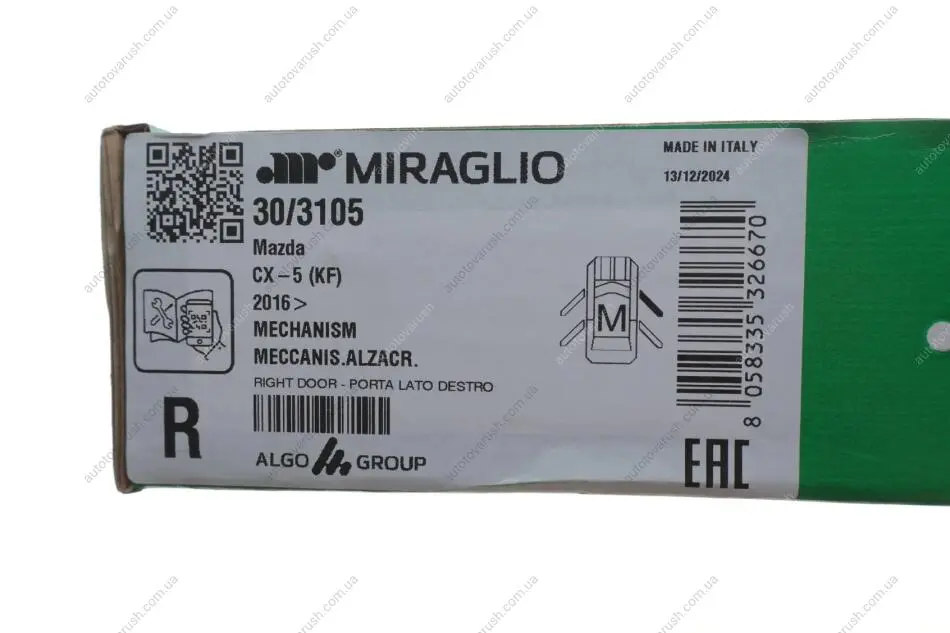 MIRAGLIO
30/3105
Mazda
CX-5 (KF)
2016 >
MECHANISM
MECCANIS.ALZACR.
RIGHT DOOR - PORTA LATO DESTRO
R
ALGO GROUP
MADE IN ITALY
13/12/2024
M
8 058335 326670
EAC
autotovarush.com.ua